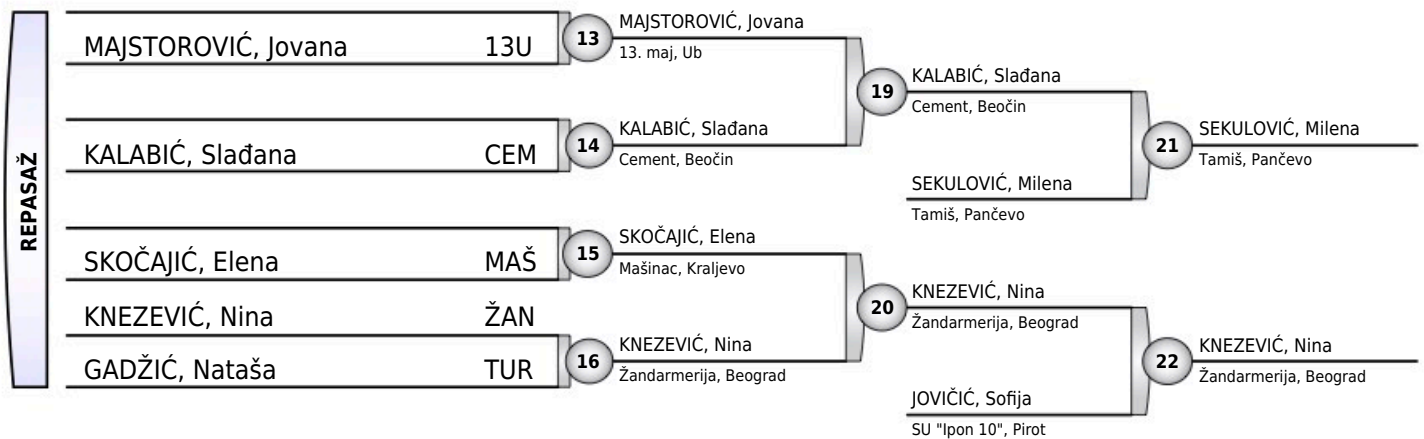 REPASAŽ
MAJSTOROVIĆ, Jovana 13U
KALABIĆ, Slađana CEM
SKOČAJIĆ, Elena MAŠ
KNEZEVIĆ, Nina ŽAN
GADŽIĆ, Nataša TUR
13
MAJSTOROVIĆ, Jovana
13. maj, Ub
14
KALABIĆ, Slađana
Cement, Beočin
15
SKOČAJIĆ, Elena
Mašinac, Kraljevo
16
KNEZEVIĆ, Nina
Žandarmerija, Beograd
19
KALABIĆ, Slađana
Cement, Beočin
SEKULOVIĆ, Milena
Tamiš, Pančevo
20
KNEZEVIĆ, Nina
Žandarmerija, Beograd
JOVIČIĆ, Sofija
SU "Ipon 10", Pirot
21
SEKULOVIĆ, Milena
Tamiš, Pančevo
22
KNEZEVIĆ, Nina
Žandarmerija, Beograd